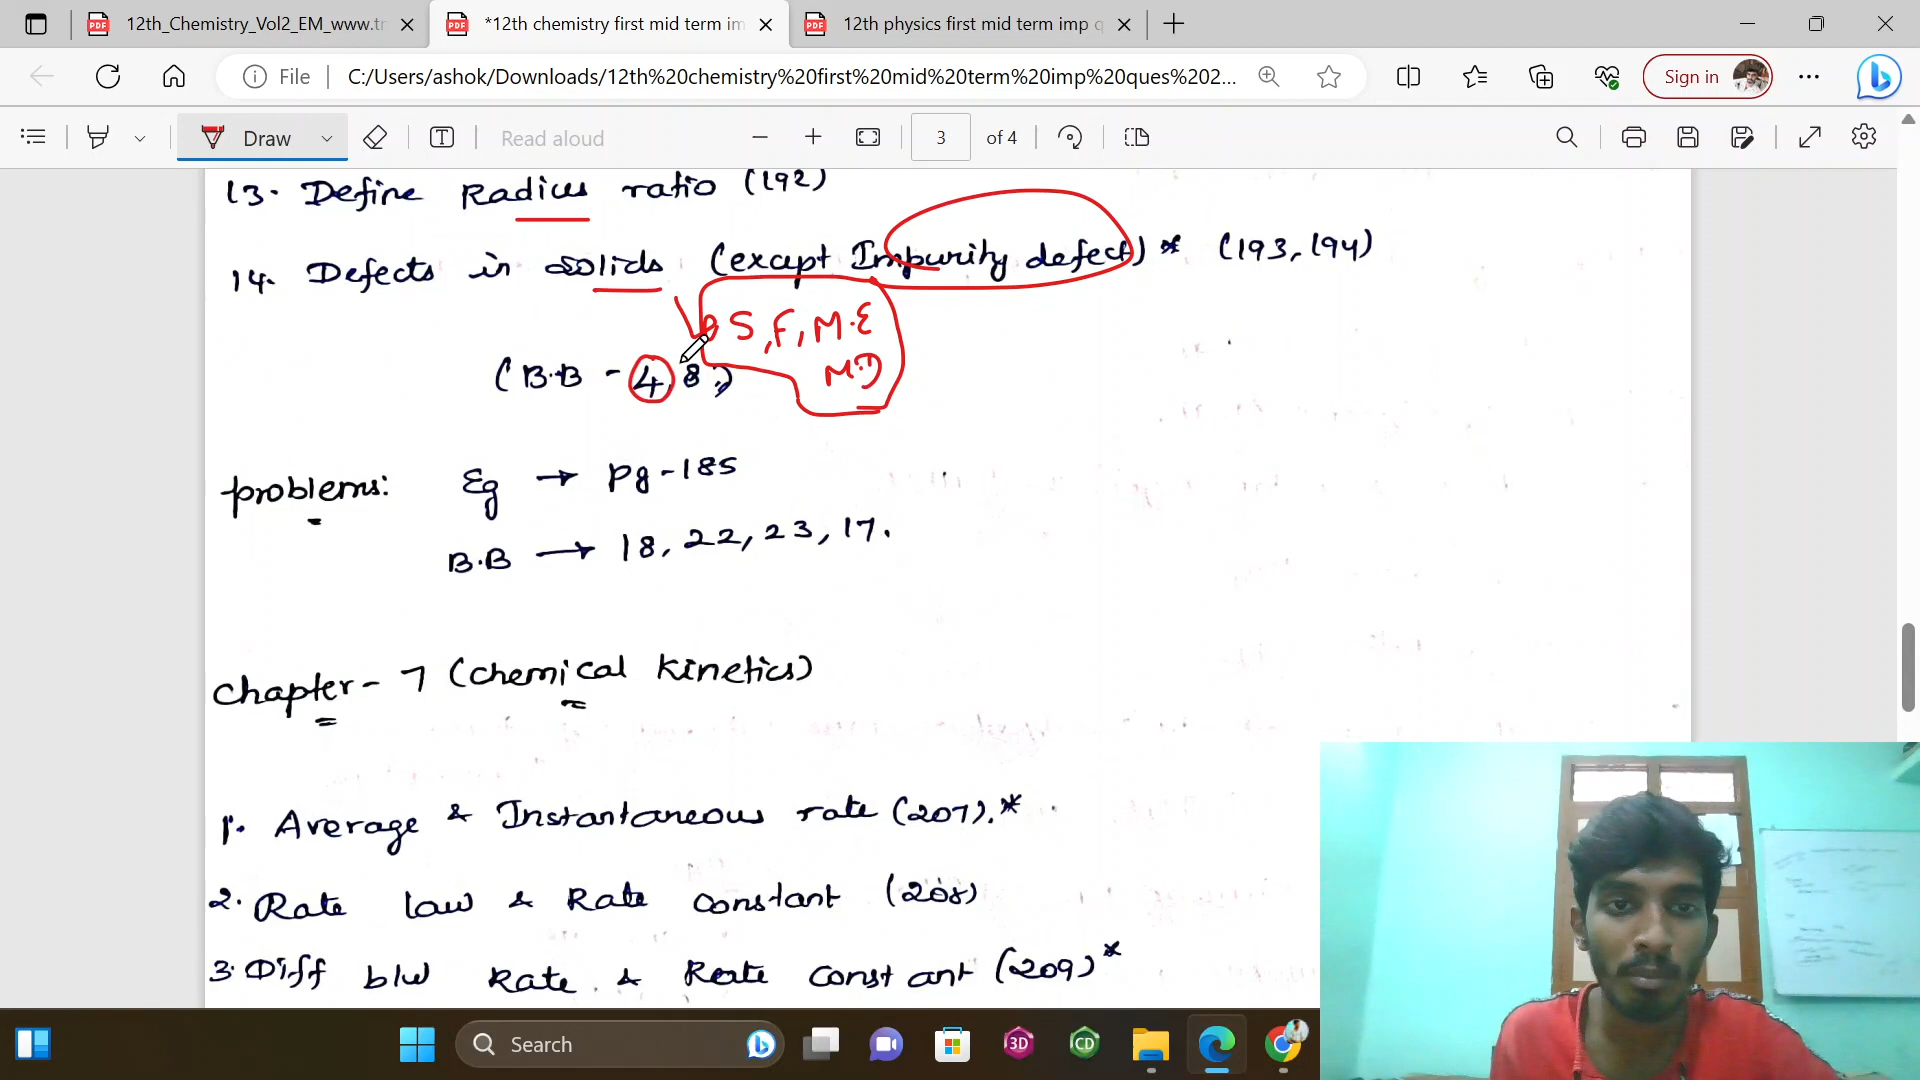 12th_Chemistry_Vol2_EM_www.tr
*12th chemistry first mid term im
12th physics first mid term imp q
File
C:/Users/ashok/Downloads/12th%20chemistry%20first%20mid%20term%20imp%20ques%202...
Sign in
Draw
Read aloud
3 of 4
13. Define Radius ratio (192)
14. Defects in solids (except Impurity defect) * (193, 194)
S, F, M.E
M.D
(B.B - 4, 8,)
problems: Eg → Pg - 185
B.B → 18, 22, 23, 17.
chapter - 7 (chemical kinetics)
1. Average & Instantaneous rate (207).*
2. Rate law & Rate constant (208)
3. Diff b/w Rate & Rate constant (209)*
Search
3D
CD